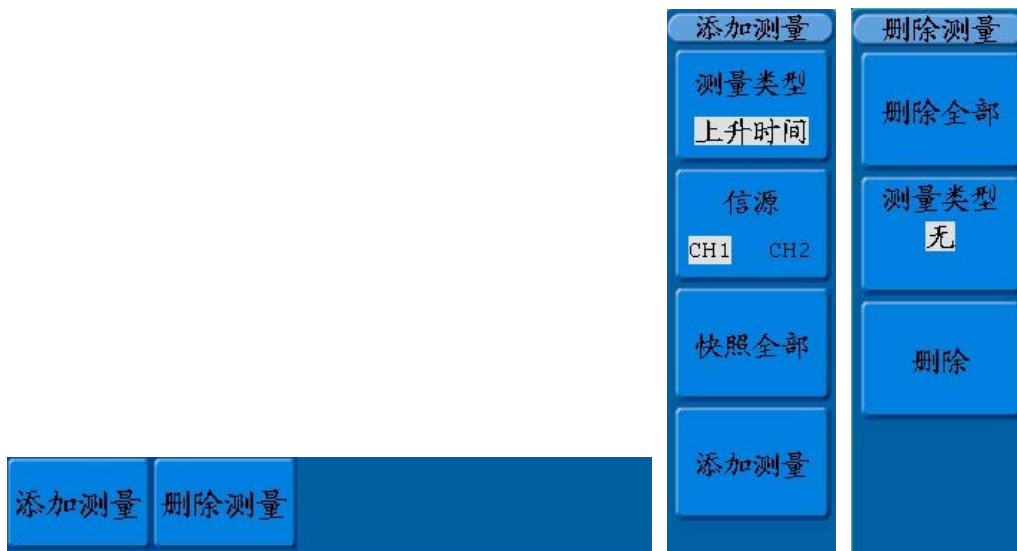 添加测量
删除测量
添加测量
测量类型
上升时间
信源
CH1 CH2
快照全部
添加测量
删除测量
删除全部
测量类型
无
删除